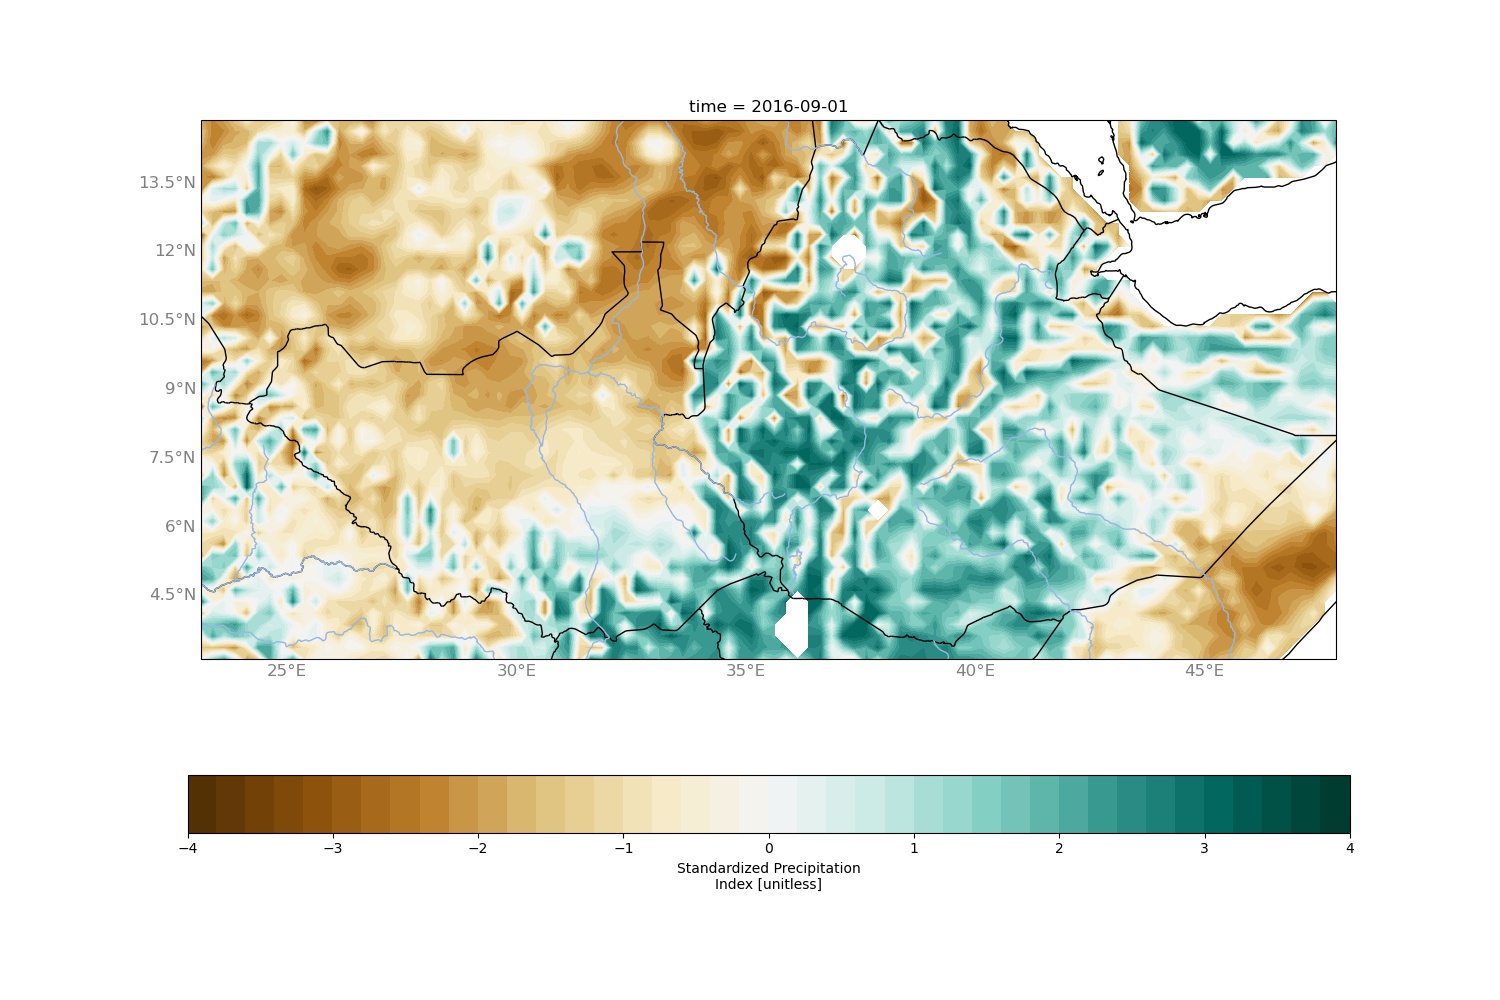 time = 2016-09-01
13.5°N
12°N
10.5°N
9°N
7.5°N
6°N
4.5°N
25°E 30°E 35°E 40°E 45°E
−4 −3 −2 −1 0 1 2 3 4
Standardized Precipitation
Index [unitless]